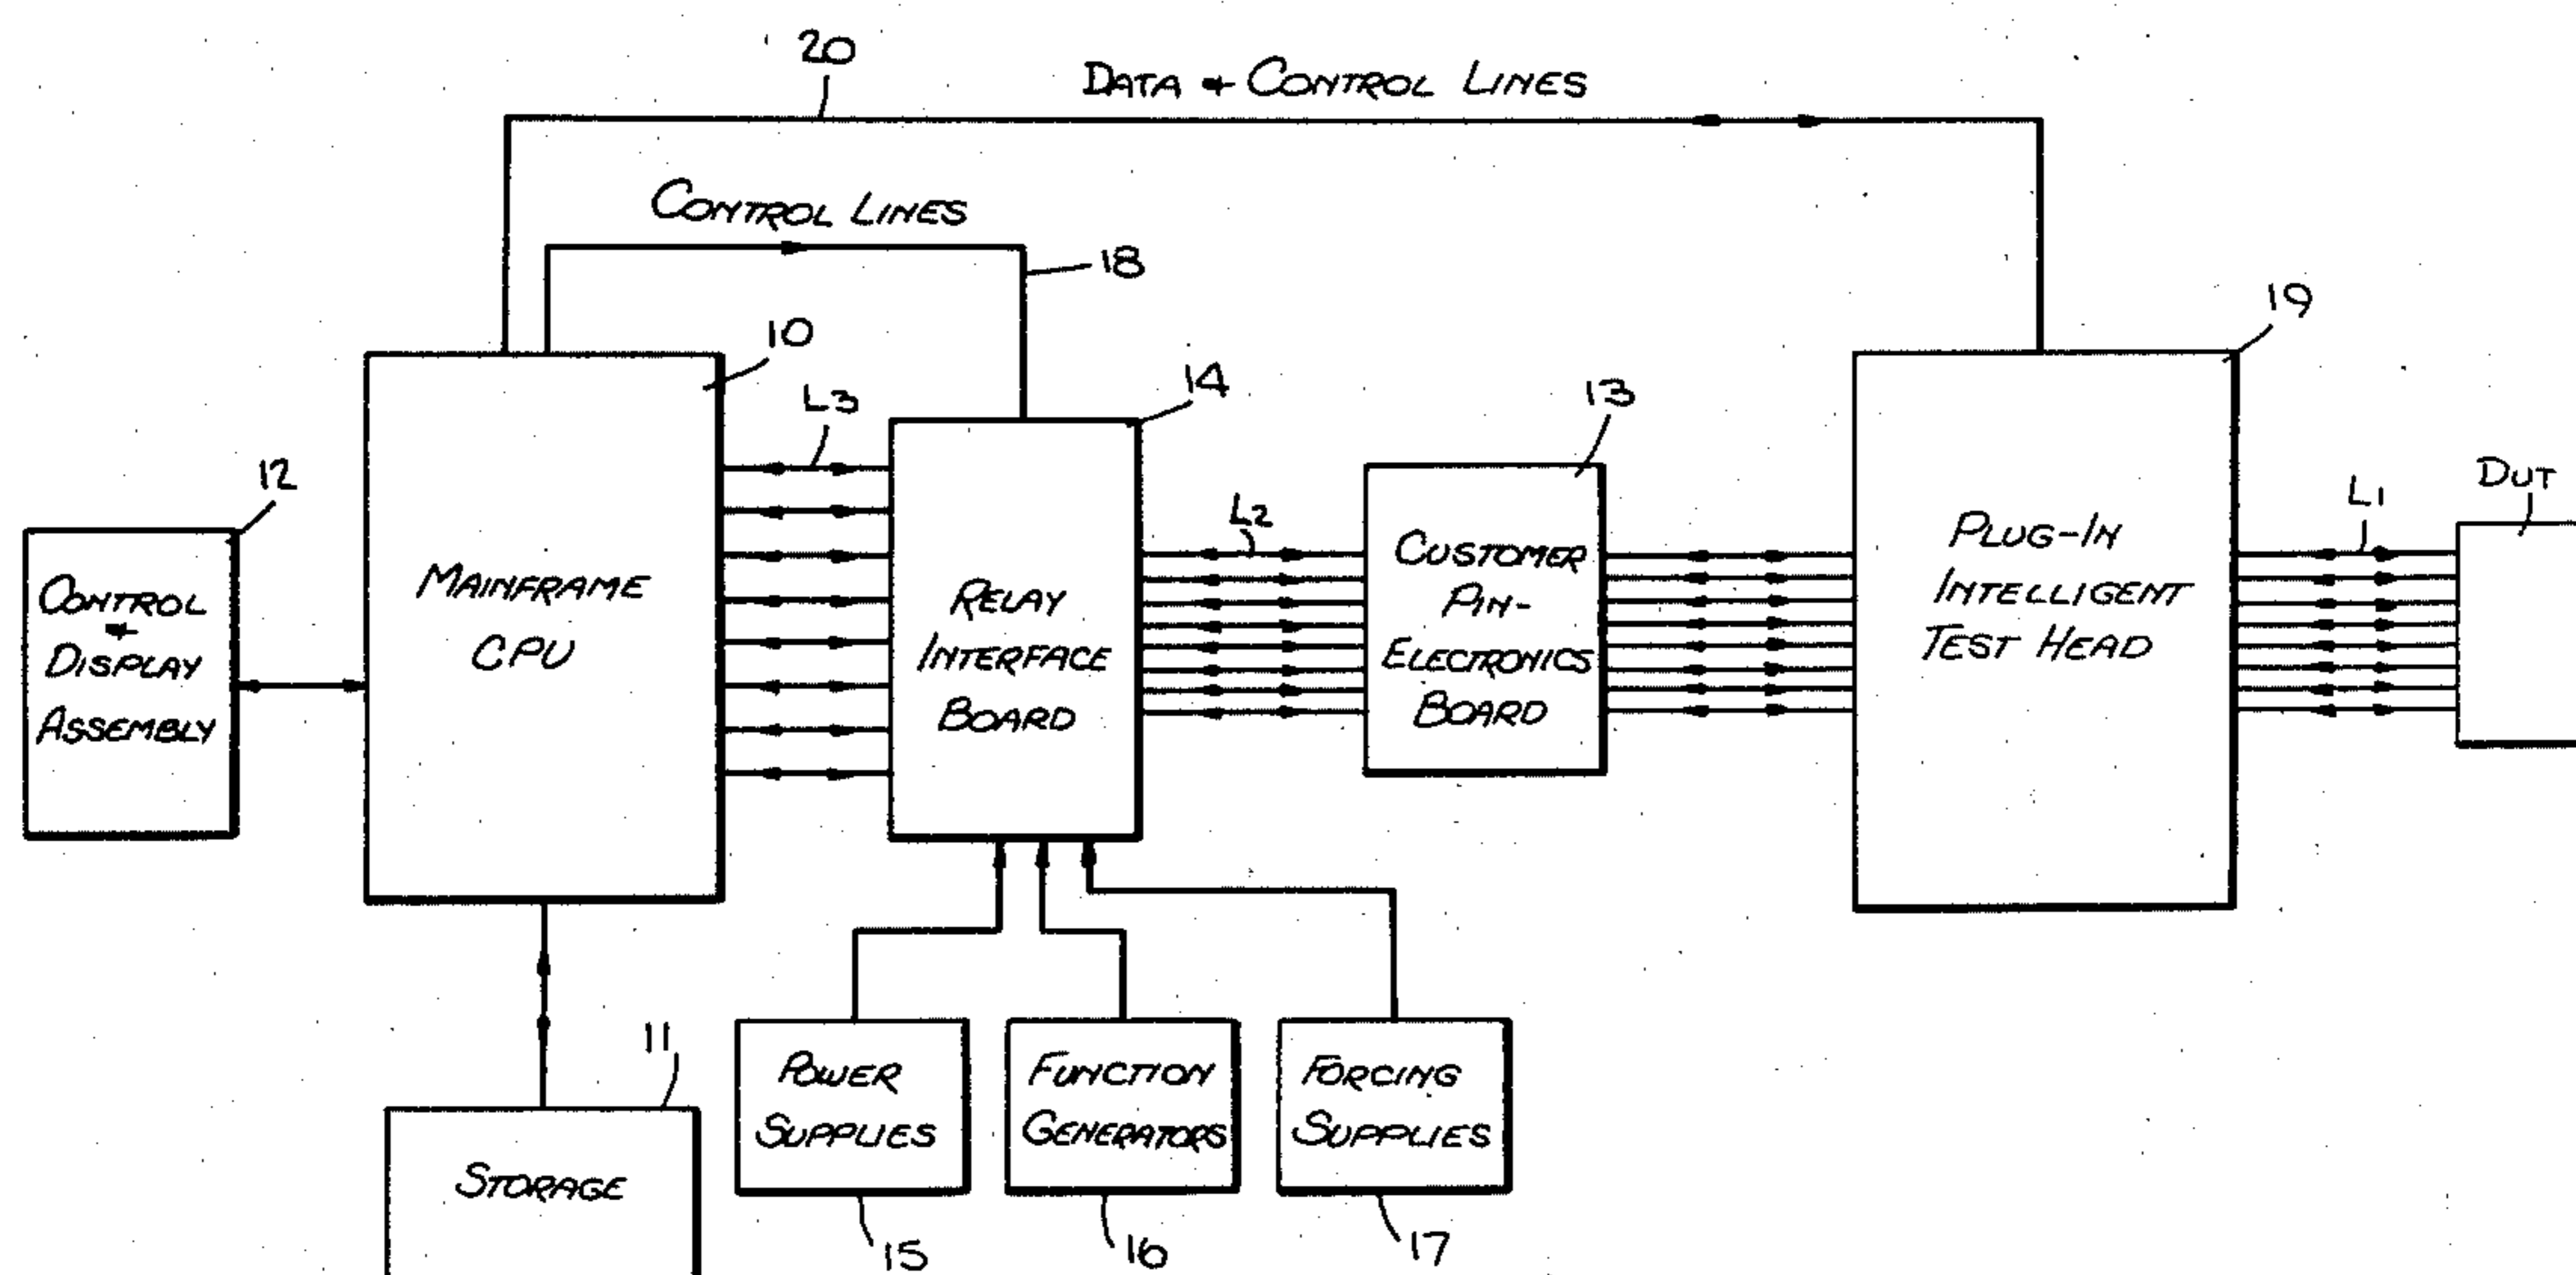 20
DATA & CONTROL LINES
CONTROL LINES
18
19
10
14
L3
13
12
DUT
L1
L2
CONTROL
&
DISPLAY
ASSEMBLY
MAINFRAME
CPU
RELAY
INTERFACE
BOARD
CUSTOMER
PIN-
ELECTRONICS
BOARD
PLUG-IN
INTELLIGENT
TEST HEAD
11
STORAGE
POWER
SUPPLIES
FUNCTION
GENERATORS
FORCING
SUPPLIES
15
16
17